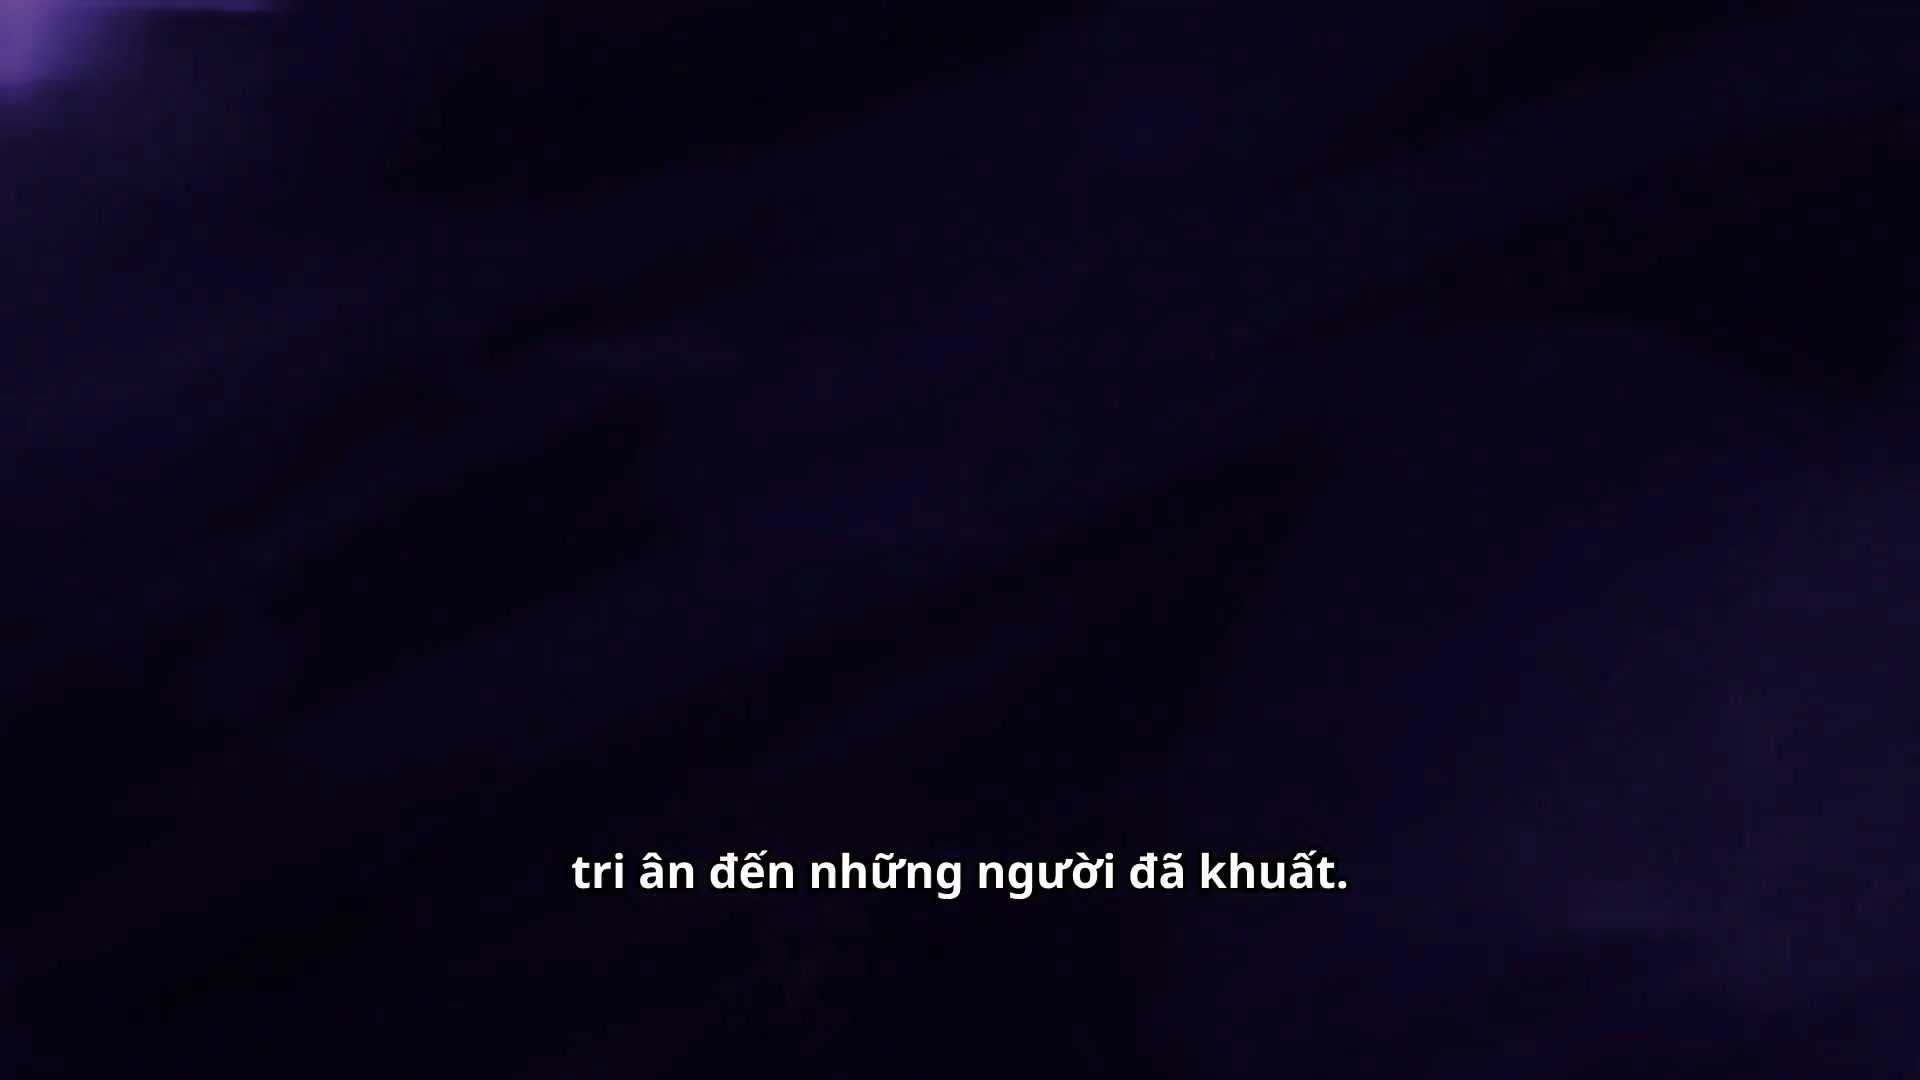 tri ân đến những người đã khuất.